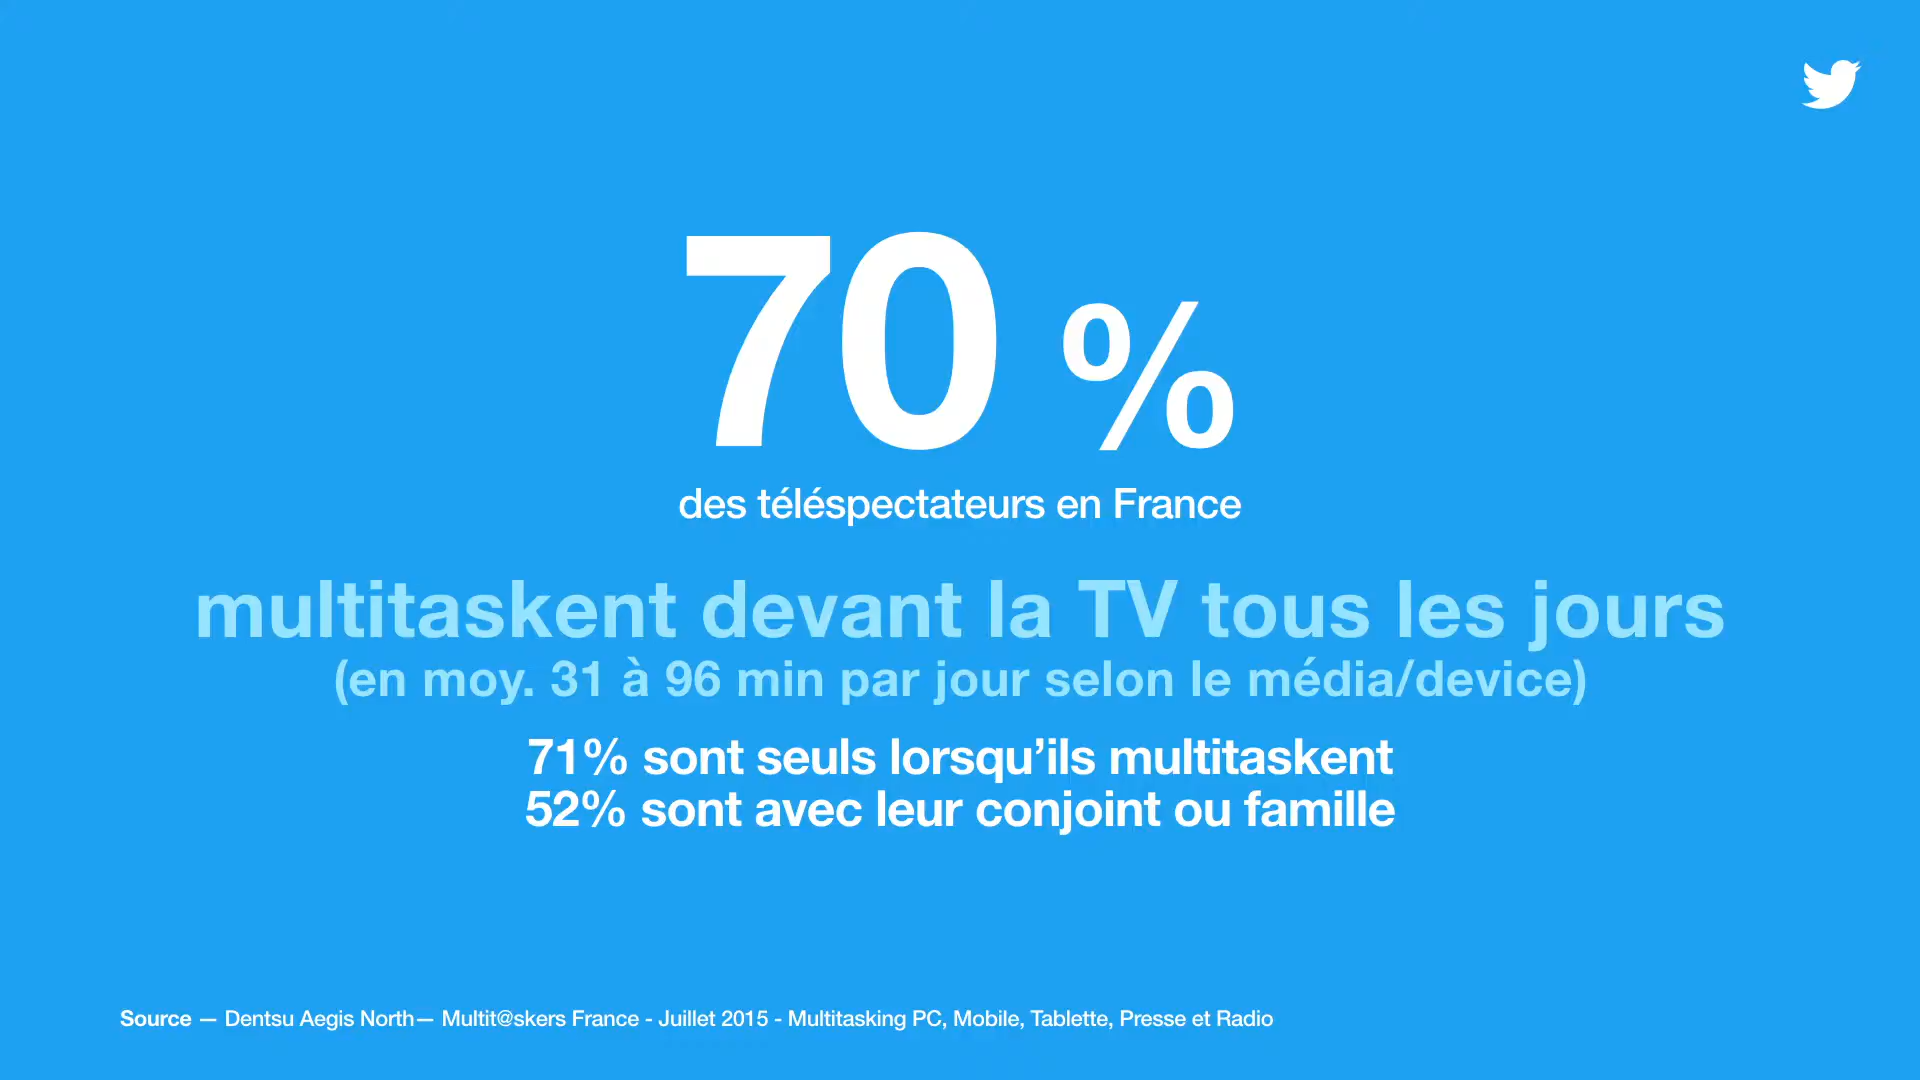 70 %
des téléspectateurs en France
multitaskent devant la TV tous les jours
(en moy. 31 à 96 min par jour selon le média/device)
71% sont seuls lorsqu’ils multitaskent
52% sont avec leur conjoint ou famille
Source — Dentsu Aegis North— Multit@skers France - Juillet 2015 - Multitasking PC, Mobile, Tablette, Presse et Radio